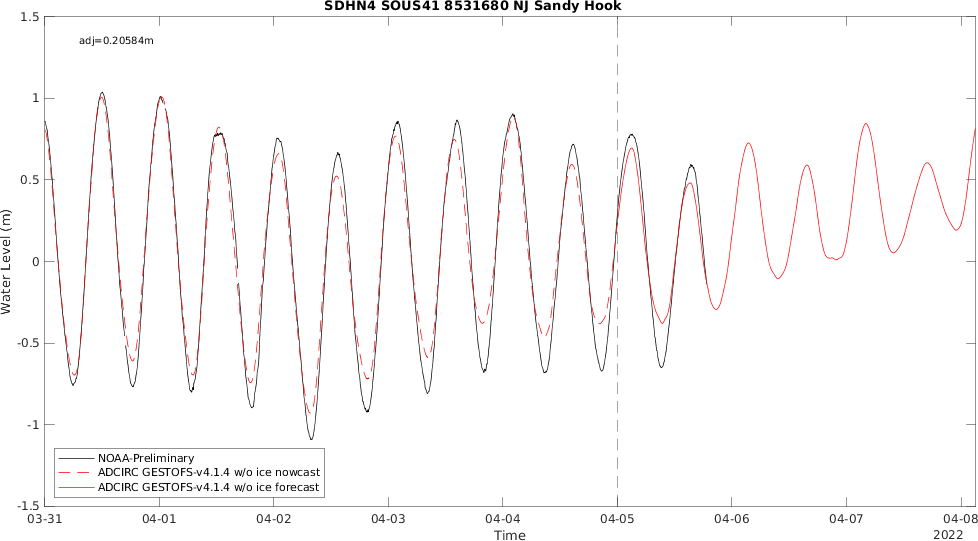 SDHN4 SOUS41 8531680 NJ Sandy Hook
adj=0.20584m
1.5
1
0.5
0
-0.5
-1
-1.5
Water Level (m)
NOAA-Preliminary
ADCIRC GESTOFS-v4.1.4 w/o ice nowcast
ADCIRC GESTOFS-v4.1.4 w/o ice forecast
03-31 04-01 04-02 04-03 04-04 04-05 04-06 04-07 04-08
Time 2022